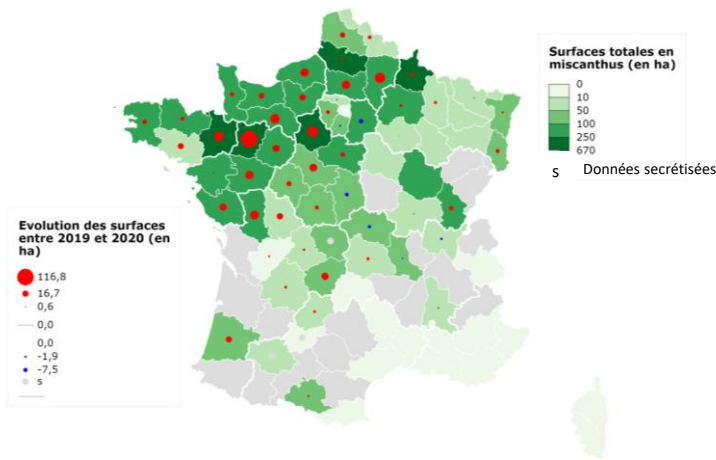 Surfaces totales en
miscanthus (en ha)
0
10
50
100
250
670
s Données secrétisées
Evolution des surfaces
entre 2019 et 2020 (en
ha)
116,8
16,7
0,6
0,0
0,0
-1,9
-7,5
s